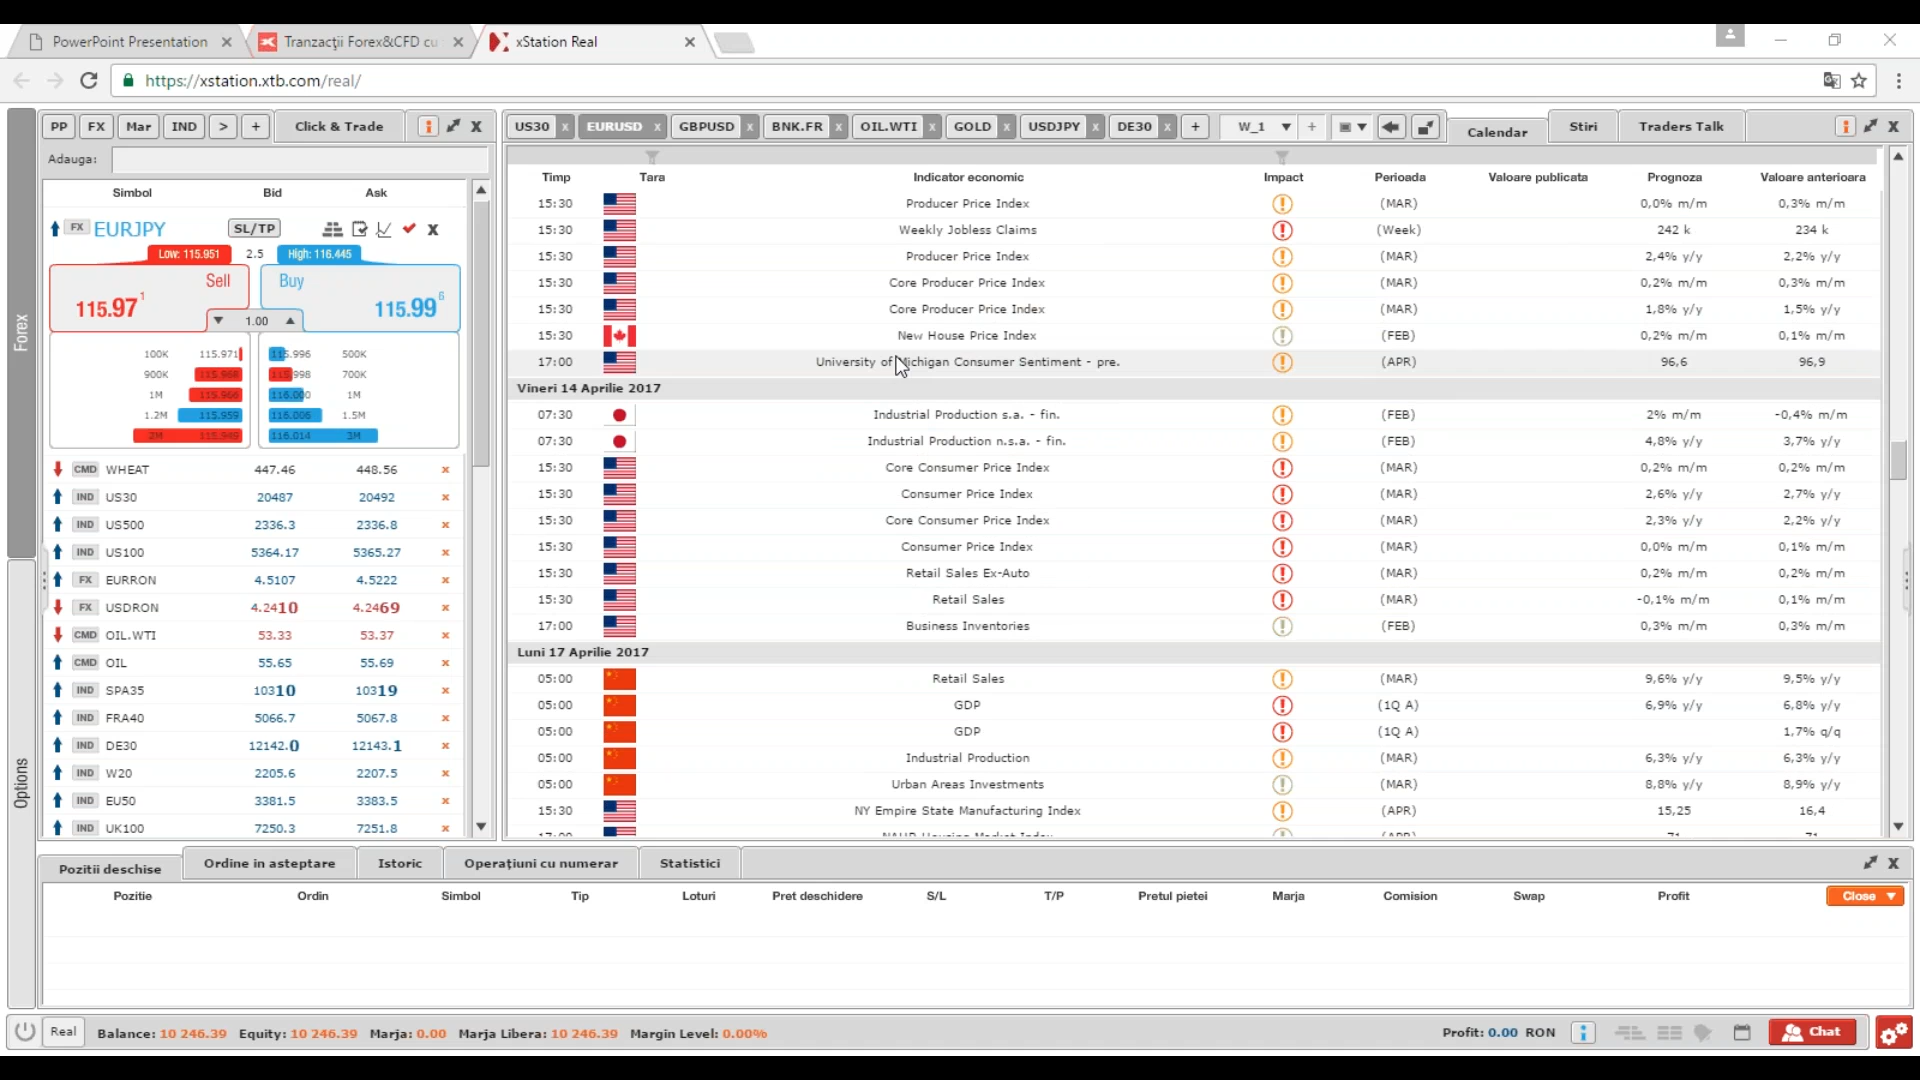 PowerPoint Presentation
Tranzacţii Forex&CFD cu
xStation Real
https://xstation.xtb.com/real/
PP FX Mar IND > + Click & Trade
US30 x EURUSD x GBPUSD x BNK.FR x OIL.WTI x GOLD x USDJPY x DE30 x + W_1 + Calendar Stiri Traders Talk
Adauga:
Simbol Bid Ask
FX EURJPY SL/TP X
Low: 115.951 2.5 High: 116.445
Sell Buy
115.97 1 115.99 6
1.00
100K 115.971 115.996 500K
900K 115.968 115.998 700K
1M 115.966 116.000 1M
1.2M 115.959 116.006 1.5M
2M 115.949 116.014 3M
CMD WHEAT 447.46 448.56 x
IND US30 20487 20492 x
IND US500 2336.3 2336.8 x
IND US100 5364.17 5365.27 x
FX EURRON 4.5107 4.5222 x
FX USDRON 4.2410 4.2469 x
CMD OIL.WTI 53.33 53.37 x
CMD OIL 55.65 55.69 x
IND SPA35 10310 10319 x
IND FRA40 5066.7 5067.8 x
IND DE30 12142.0 12143.1 x
IND W20 2205.6 2207.5 x
IND EU50 3381.5 3383.5 x
IND UK100 7250.3 7251.8 x
Forex
Options
Timp Tara Indicator economic Impact Perioada Valoare publicata Prognoza Valoare anterioara
15:30 Producer Price Index (MAR) 0,0% m/m 0,3% m/m
15:30 Weekly Jobless Claims (Week) 242 k 234 k
15:30 Producer Price Index (MAR) 2,4% y/y 2,2% y/y
15:30 Core Producer Price Index (MAR) 0,2% m/m 0,3% m/m
15:30 Core Producer Price Index (MAR) 1,8% y/y 1,5% y/y
15:30 New House Price Index (FEB) 0,2% m/m 0,1% m/m
17:00 University of Michigan Consumer Sentiment - pre. (APR) 96,6 96,9
Vineri 14 Aprilie 2017
07:30 Industrial Production s.a. - fin. (FEB) 2% m/m -0,4% m/m
07:30 Industrial Production n.s.a. - fin. (FEB) 4,8% y/y 3,7% y/y
15:30 Core Consumer Price Index (MAR) 0,2% m/m 0,2% m/m
15:30 Consumer Price Index (MAR) 2,6% y/y 2,7% y/y
15:30 Core Consumer Price Index (MAR) 2,3% y/y 2,2% y/y
15:30 Consumer Price Index (MAR) 0,0% m/m 0,1% m/m
15:30 Retail Sales Ex-Auto (MAR) 0,2% m/m 0,2% m/m
15:30 Retail Sales (MAR) -0,1% m/m 0,1% m/m
17:00 Business Inventories (FEB) 0,3% m/m 0,3% m/m
Luni 17 Aprilie 2017
05:00 Retail Sales (MAR) 9,6% y/y 9,5% y/y
05:00 GDP (1Q A) 6,9% y/y 6,8% y/y
05:00 GDP (1Q A) 1,7% q/q
05:00 Industrial Production (MAR) 6,3% y/y 6,3% y/y
05:00 Urban Areas Investments (MAR) 8,8% y/y 8,9% y/y
15:30 NY Empire State Manufacturing Index (APR) 15,25 16,4
17:00 NAHB Housing Market Index (APR) 71 71
Pozitii deschise Ordine in asteptare Istoric Operaţiuni cu numerar Statistici
Pozitie Ordin Simbol Tip Loturi Pret deschidere S/L T/P Pretul pietei Marja Comision Swap Profit Close
Real Balance: 10 246.39 Equity: 10 246.39 Marja: 0.00 Marja Libera: 10 246.39 Margin Level: 0.00% Profit: 0.00 RON Chat